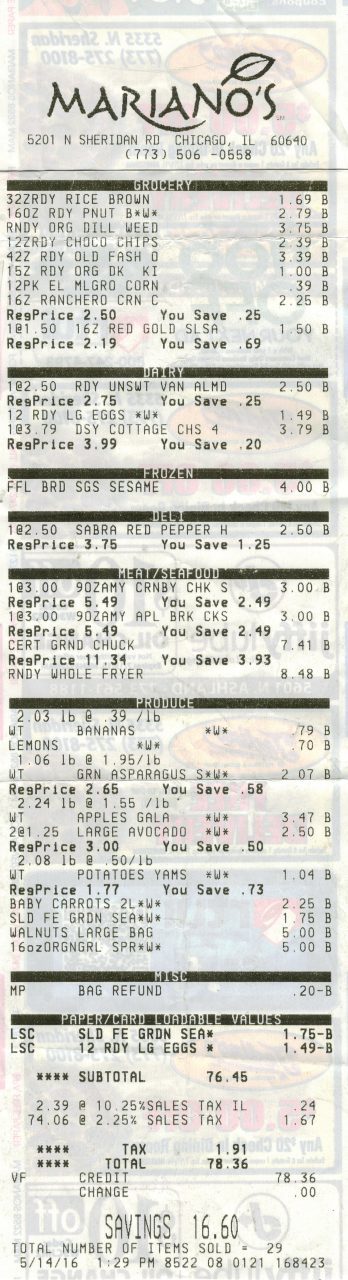 MARIANO'S
5201 N SHERIDAN RD CHICAGO, IL 60640
(773) 506 -0558
GROCERY
32ZRDY RICE BROWN 1.69 B
16OZ RDY PNUT B*W* 2.79 B
RNDY ORG DILL WEED 3.75 B
12ZRDY CHOCO CHIPS 2.39 B
42Z RDY OLD FASH O 3.39 B
15Z RDY ORG DK KI 1.00 B
12PK EL MLGRO CORN .39 B
16Z RANCHERO CRN C 2.25 B
RegPrice 2.50 You Save .25
1@1.50 16Z RED GOLD SLSA 1.50 B
RegPrice 2.19 You Save .69
DAIRY
1@2.50 RDY UNSWT VAN ALMD 2.50 B
RegPrice 2.75 You Save .25
12 RDY LG EGGS *W* 1.49 B
1@3.79 DSY COTTAGE CHS 4 3.79 B
RegPrice 3.99 You Save .20
FROZEN
FFL BRD SGS SESAME 4.00 B
DELI
1@2.50 SABRA RED PEPPER H 2.50 B
RegPrice 3.75 You Save 1.25
MEAT/SEAFOOD
1@3.00 9OZAMY CRNBY CHK S 3.00 B
RegPrice 5.49 You Save 2.49
1@3.00 9OZAMY APL BRK CKS 3.00 B
RegPrice 5.49 You Save 2.49
CERT GRND CHUCK 7.41 B
RegPrice 11.34 You Save 3.93
RNDY WHOLE FRYER 8.48 B
PRODUCE
2.03 lb @ .39 /lb
WT BANANAS *W* .79 B
LEMONS *W* .70 B
1.06 lb @ 1.95/lb
WT GRN ASPARAGUS S*W* 2.07 B
RegPrice 2.65 You Save .58
2.24 lb @ 1.55 /lb
WT APPLES GALA *W* 3.47 B
2@1.25 LARGE AVOCADO *W* 2.50 B
RegPrice 3.00 You Save .50
2.08 lb @ .50/lb
WT POTATOES YAMS *W* 1.04 B
RegPrice 1.77 You Save .73
BABY CARROTS 2L*W* 2.25 B
SLD FE GRDN SEA*W* 1.75 B
WALNUTS LARGE BAG 5.00 B
16ozORGNGRL SPR*W* 5.00 B
MISC
MP BAG REFUND .20-B
PAPER/CARD LOADABLE VALUES
LSC SLD FE GRDN SEA* 1.75-B
LSC 12 RDY LG EGGS * 1.49-B
**** SUBTOTAL 76.45
2.39 @ 10.25%SALES TAX IL .24
74.06 @ 2.25% SALES TAX 1.67
**** TAX 1.91
**** TOTAL 78.36
VF CREDIT 78.36
CHANGE .00
SAVINGS 16.60
TOTAL NUMBER OF ITEMS SOLD = 29
5/14/16 1:29 PM 8522 08 0121 168423